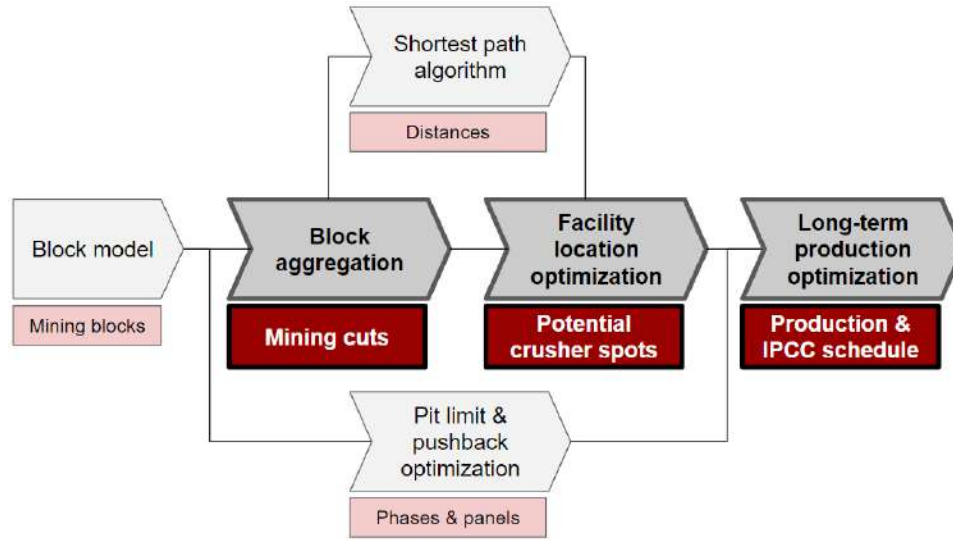 Shortest path
algorithm
Distances
Block model
Mining blocks
Block
aggregation
Mining cuts
Facility
location
optimization
Potential
crusher spots
Long-term
production
optimization
Production &
IPCC schedule
Pit limit &
pushback
optimization
Phases & panels